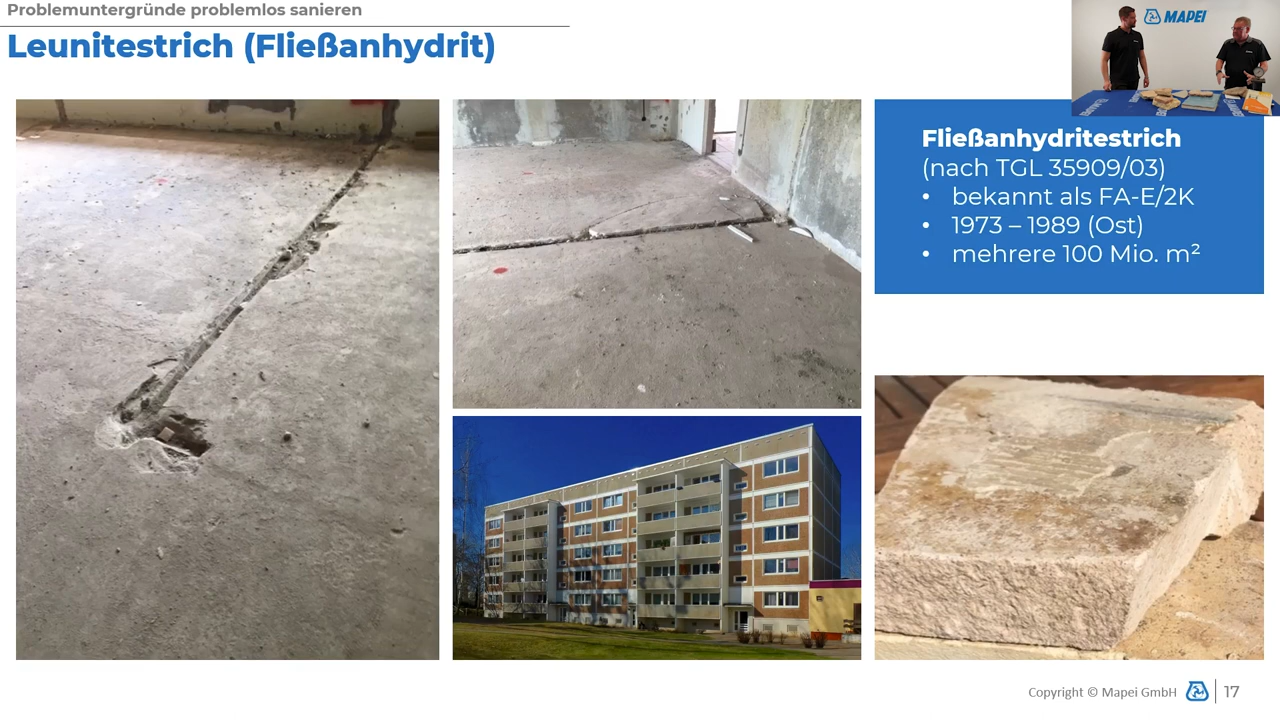 Problemuntergründe problemlos sanieren
Leunitestrich (Fließanhydrit)
MAPEI
Fließanhydritestrich
(nach TGL 35909/03)
• bekannt als FA-E/2K
• 1973 – 1989 (Ost)
• mehrere 100 Mio. m²
Copyright © Mapei GmbH
17